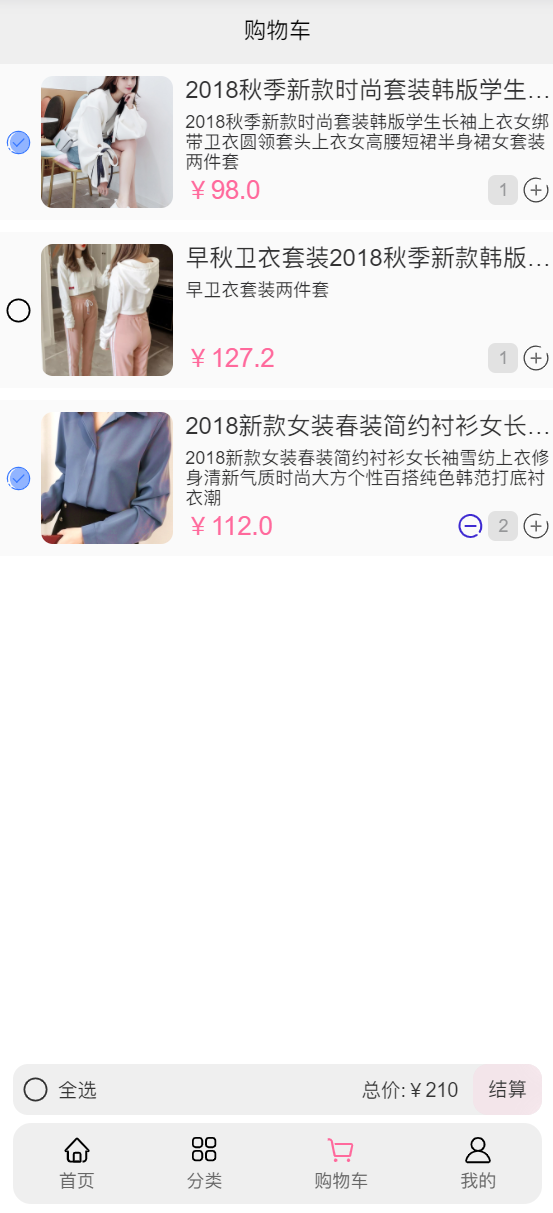 购物车
2018秋季新款时尚套装韩版学生…
2018秋季新款时尚套装韩版学生长袖上衣女绑
带卫衣圆领套头上衣女高腰短裙半身裙女套装
两件套
￥98.0
1
早秋卫衣套装2018秋季新款韩版…
早卫衣套装两件套
￥127.2
1
2018新款女装春装简约衬衫女长…
2018新款女装春装简约衬衫女长袖雪纺上衣修
身清新气质时尚大方个性百搭纯色韩范打底衬
衣潮
￥112.0
2
全选 总价:￥210 结算
首页 分类 购物车 我的